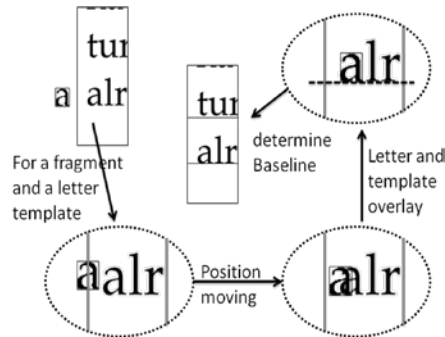 tur
a alr
For a fragment
and a letter
template
aalr
Position
moving
aalr
Letter and
template
overlay
alr
determine
Baseline
tur
alr